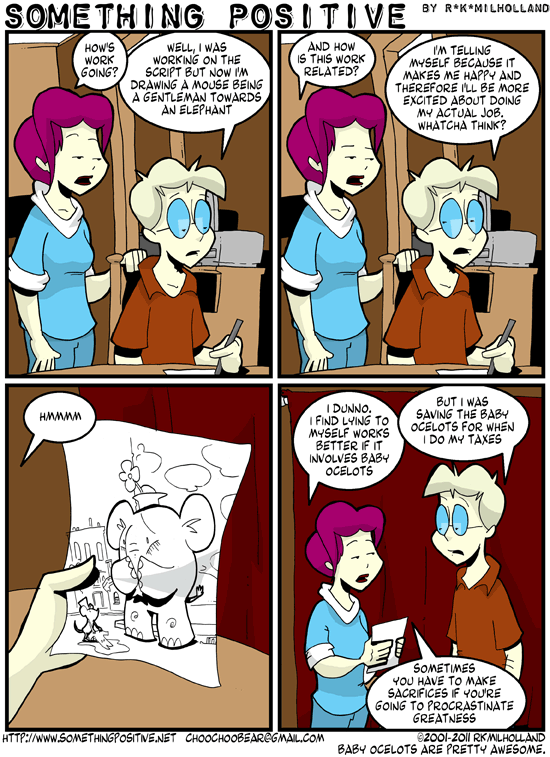 SOMETHING POSITIVE BY R*K*MILHOLLAND
HOW'S
WORK
GOING?
WELL, I WAS
WORKING ON THE
SCRIPT BUT NOW I'M
DRAWING A MOUSE BEING
A GENTLEMAN TOWARDS
AN ELEPHANT
AND HOW
IS THIS WORK
RELATED?
I'M TELLING
MYSELF BECAUSE IT
MAKES ME HAPPY AND
THEREFORE I'LL BE MORE
EXCITED ABOUT DOING
MY ACTUAL JOB.
WHATCHA THINK?
HMMMM
I DUNNO.
I FIND LYING TO
MYSELF WORKS
BETTER IF IT
INVOLVES BABY
OCELOTS
BUT I WAS
SAVING THE BABY
OCELOTS FOR WHEN
I DO MY TAXES
SOMETIMES
YOU HAVE TO MAKE
SACRIFICES IF YOU'RE
GOING TO PROCRASTINATE
GREATNESS
HTTP://WWW.SOMETHINGPOSITIVE.NET CHOOCHOOBEAR@GMAIL.COM ©2001-2011 RKMILHOLLAND
BABY OCELOTS ARE PRETTY AWESOME.